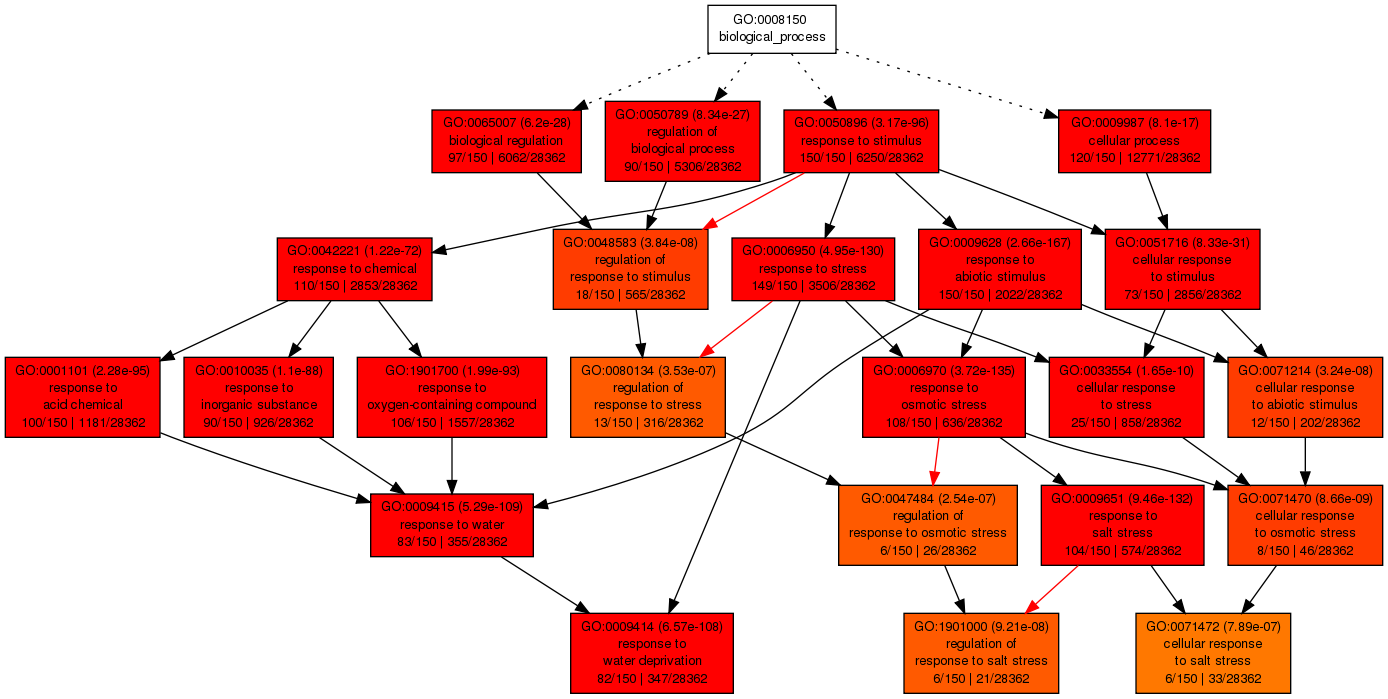 GO:0008150
biological_process
GO:0065007 (6.2e-28)
biological regulation
97/150 | 6062/28362
GO:0050789 (8.34e-27)
regulation of
biological process
90/150 | 5306/28362
GO:0050896 (3.17e-96)
response to stimulus
150/150 | 6250/28362
GO:0009987 (8.1e-17)
cellular process
120/150 | 12771/28362
GO:0042221 (1.22e-72)
response to chemical
110/150 | 2853/28362
GO:0048583 (3.84e-08)
regulation of
response to stimulus
18/150 | 565/28362
GO:0006950 (4.95e-130)
response to stress
149/150 | 3506/28362
GO:0009628 (2.66e-167)
response to
abiotic stimulus
150/150 | 2022/28362
GO:0051716 (8.33e-31)
cellular response
to stimulus
73/150 | 2856/28362
GO:0001101 (2.28e-95)
response to
acid chemical
100/150 | 1181/28362
GO:0010035 (1.1e-88)
response to
inorganic substance
90/150 | 926/28362
GO:1901700 (1.99e-93)
response to
oxygen-containing compound
106/150 | 1557/28362
GO:0080134 (3.53e-07)
regulation of
response to stress
13/150 | 316/28362
GO:0006970 (3.72e-135)
response to
osmotic stress
108/150 | 636/28362
GO:0033554 (1.65e-10)
cellular response
to stress
25/150 | 858/28362
GO:0071214 (3.24e-08)
cellular response
to abiotic stimulus
12/150 | 202/28362
GO:0009415 (5.29e-109)
response to water
83/150 | 355/28362
GO:0047484 (2.54e-07)
regulation of
response to osmotic stress
6/150 | 26/28362
GO:0009651 (9.46e-132)
response to
salt stress
104/150 | 574/28362
GO:0071470 (8.66e-09)
cellular response
to osmotic stress
8/150 | 46/28362
GO:0009414 (6.57e-108)
response to
water deprivation
82/150 | 347/28362
GO:1901000 (9.21e-08)
regulation of
response to salt stress
6/150 | 21/28362
GO:0071472 (7.89e-07)
cellular response
to salt stress
6/150 | 33/28362